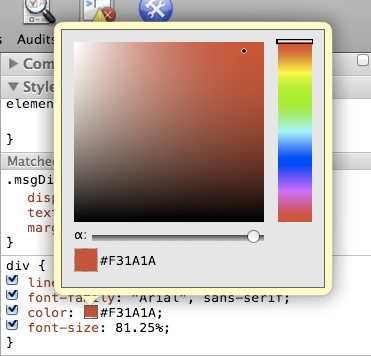 Audits
Com
Style
elemen
}
Matche
.msgDi
disp
text
marg
}
α:
#F31A1A
div {
line
font-family: "Arial", sans-serif;
color: #F31A1A;
font-size: 81.25%;
}